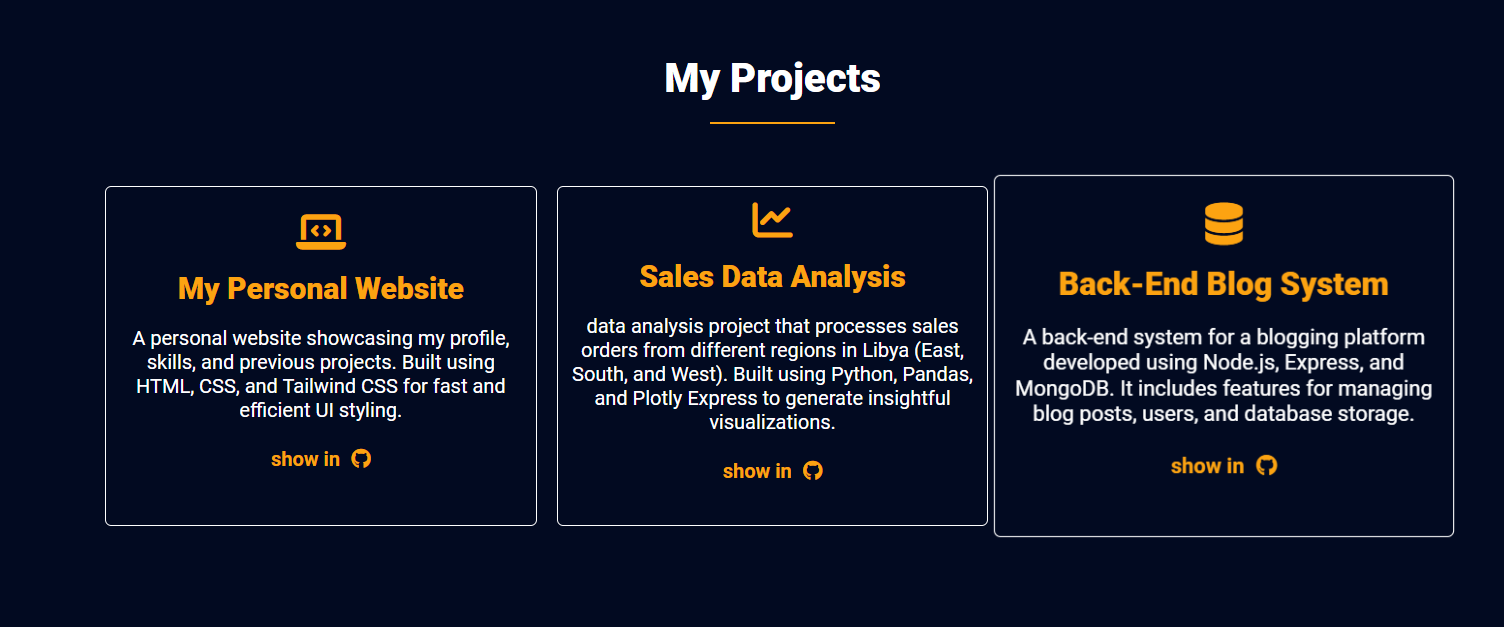 My Projects
My Personal Website
A personal website showcasing my profile,
skills, and previous projects. Built using
HTML, CSS, and Tailwind CSS for fast and
efficient UI styling.
show in
Sales Data Analysis
data analysis project that processes sales
orders from different regions in Libya (East,
South, and West). Built using Python, Pandas,
and Plotly Express to generate insightful
visualizations.
show in
Back-End Blog System
A back-end system for a blogging platform
developed using Node.js, Express, and
MongoDB. It includes features for managing
blog posts, users, and database storage.
show in